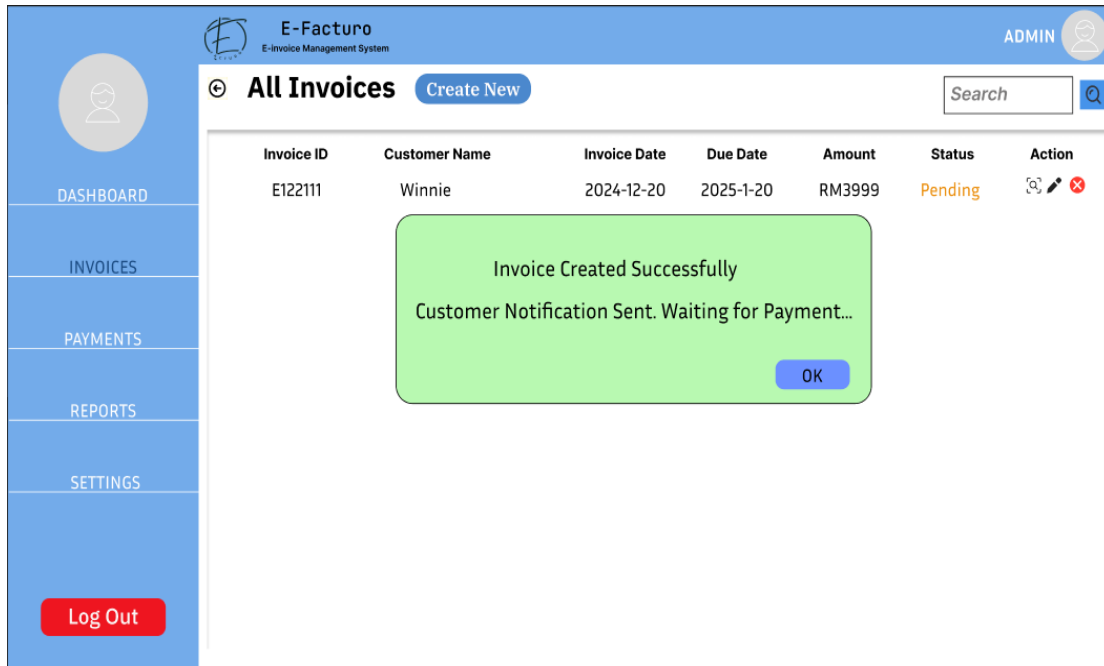 E-Facturo
E-invoice Management System
ADMIN
All Invoices
Create New
Search
Invoice ID Customer Name Invoice Date Due Date Amount Status Action
E122111 Winnie 2024-12-20 2025-1-20 RM3999 Pending
Invoice Created Successfully
Customer Notification Sent. Waiting for Payment...
OK
DASHBOARD
INVOICES
PAYMENTS
REPORTS
SETTINGS
Log Out